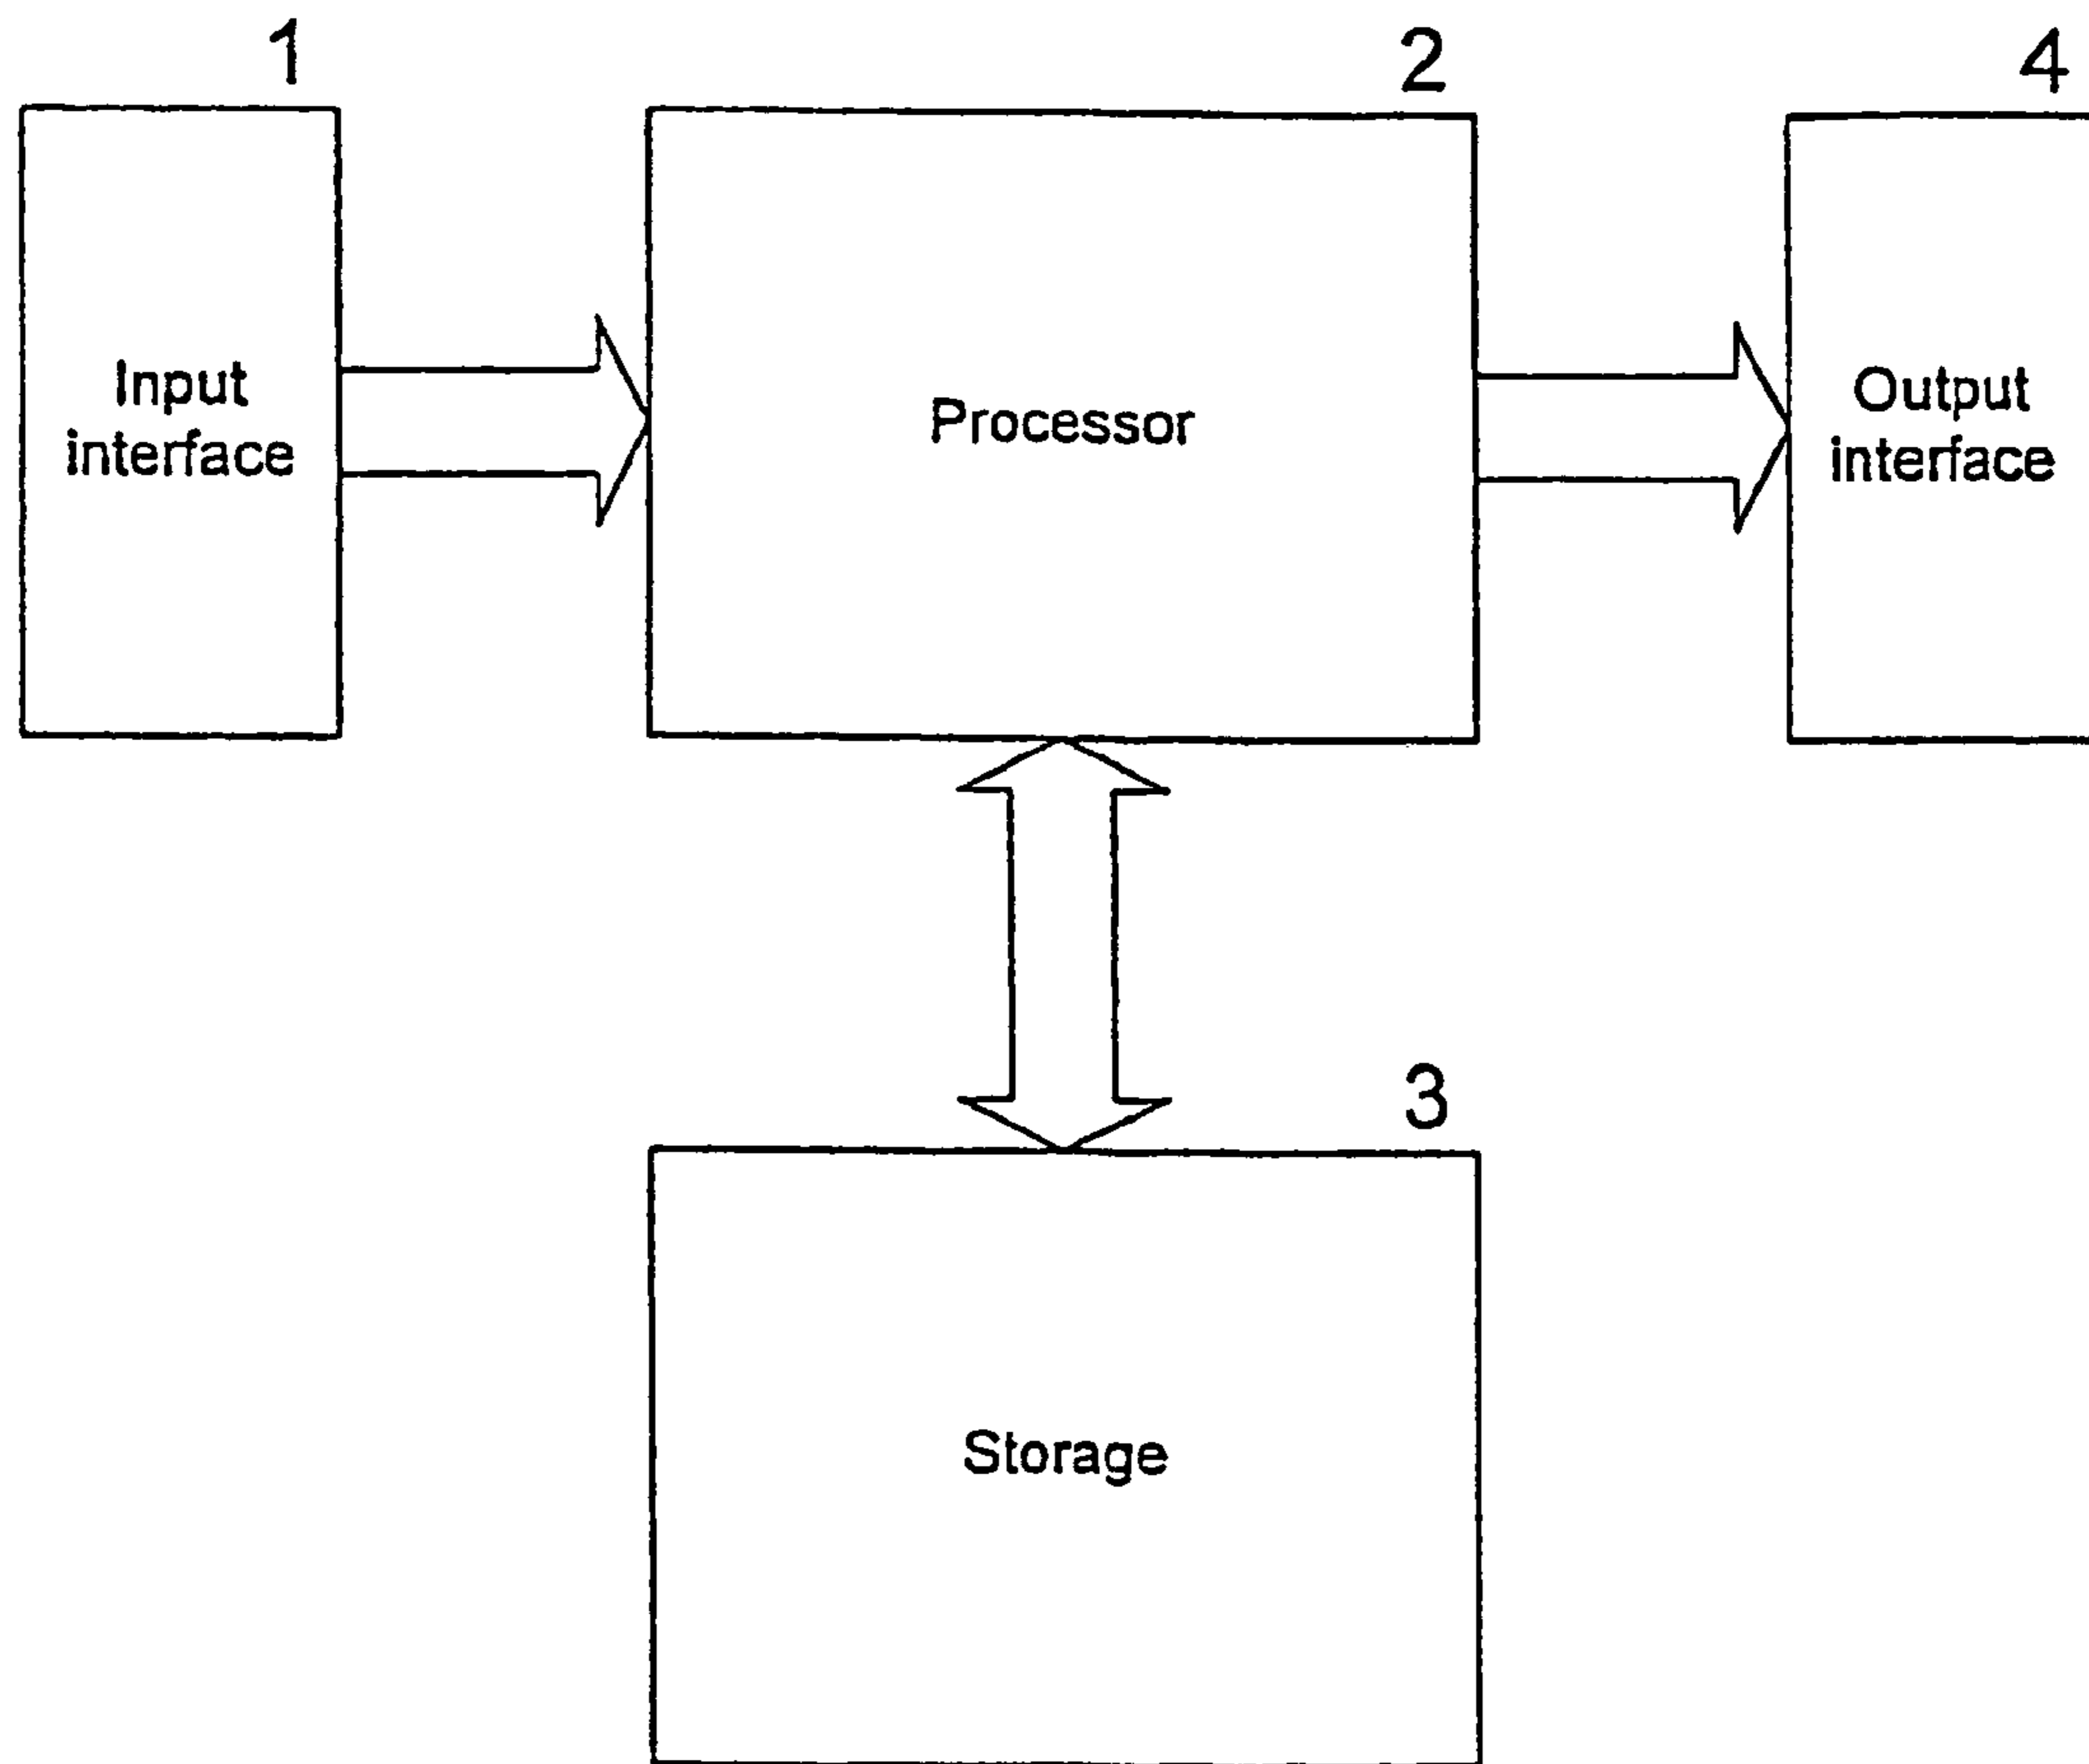 1
2
4
Input
interface
Processor
Output
interface
3
Storage